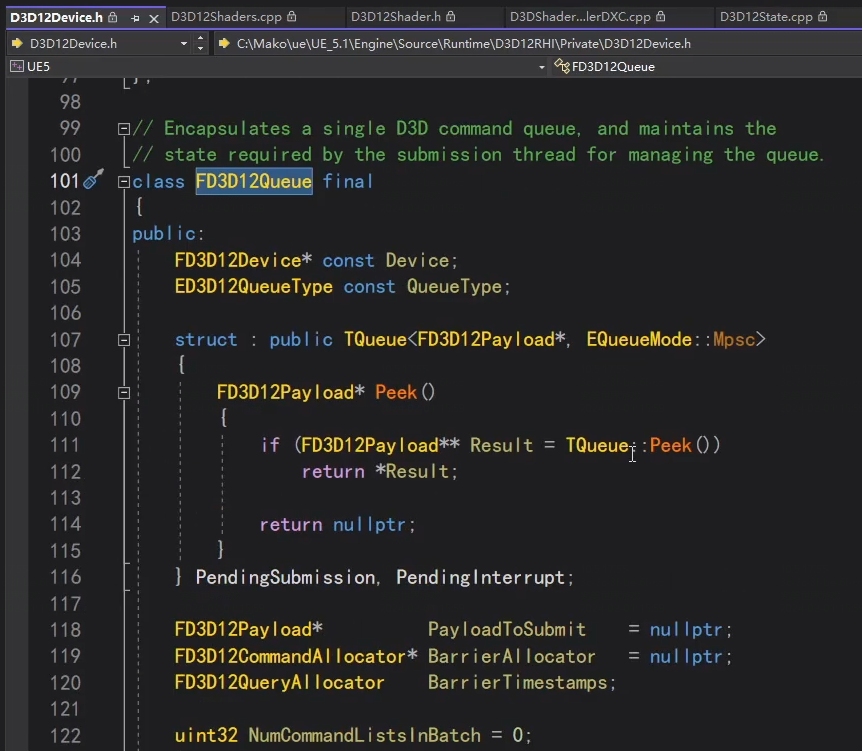 D3D12Device.h D3D12Shaders.cpp D3D12Shader.h D3DShader...lerDXC.cpp D3D12State.cpp
D3D12Device.h C:\Mako\ue\UE_5.1\Engine\Source\Runtime\D3D12RHI\Private\D3D12Device.h
UE5 FD3D12Queue
97 };
98
99 // Encapsulates a single D3D command queue, and maintains the
100 // state required by the submission thread for managing the queue.
101 class FD3D12Queue final
102 {
103 public:
104 FD3D12Device* const Device;
105 ED3D12QueueType const QueueType;
106
107 struct : public TQueue<FD3D12Payload*, EQueueMode::Mpsc>
108 {
109 FD3D12Payload* Peek()
110 {
111 if (FD3D12Payload** Result = TQueue::Peek())
112 return *Result;
113
114 return nullptr;
115 }
116 } PendingSubmission, PendingInterrupt;
117
118 FD3D12Payload* PayloadToSubmit = nullptr;
119 FD3D12CommandAllocator* BarrierAllocator = nullptr;
120 FD3D12QueryAllocator BarrierTimestamps;
121
122 uint32 NumCommandListsInBatch = 0;